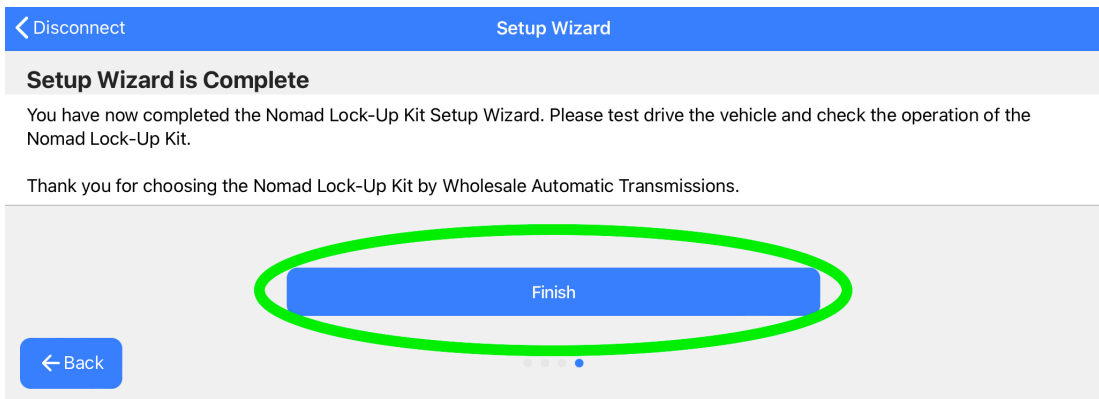 Disconnect
Setup Wizard
Setup Wizard is Complete
You have now completed the Nomad Lock-Up Kit Setup Wizard. Please test drive the vehicle and check the operation of the
Nomad Lock-Up Kit.
Thank you for choosing the Nomad Lock-Up Kit by Wholesale Automatic Transmissions.
Finish
Back